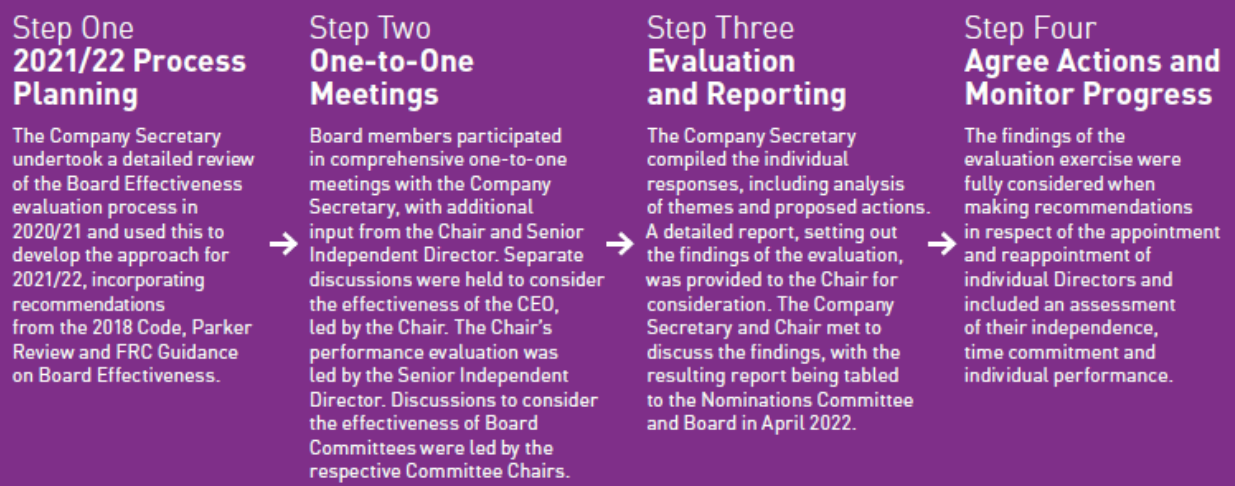 Step One
2021/22 Process
Planning
The Company Secretary
undertook a detailed review
of the Board Effectiveness
evaluation process in
2020/21 and used this to
develop the approach for
2021/22, incorporating
recommendations
from the 2018 Code, Parker
Review and FRC Guidance
on Board Effectiveness.
Step Two
One-to-One
Meetings
Board members participated
in comprehensive one-to-one
meetings with the Company
Secretary, with additional
input from the Chair and Senior
Independent Director. Separate
discussions were held to consider
the effectiveness of the CEO,
led by the Chair. The Chair's
performance evaluation was
led by the Senior Independent
Director. Discussions to consider
the effectiveness of Board
Committees were led by the
respective Committee Chairs.
Step Three
Evaluation
and Reporting
The Company Secretary
compiled the individual
responses, including analysis
of themes and proposed actions.
A detailed report, setting out
the findings of the evaluation,
was provided to the Chair for
consideration. The Company
Secretary and Chair met to
discuss the findings, with the
resulting report being tabled
to the Nominations Committee
and Board in April 2022.
Step Four
Agree Actions and
Monitor Progress
The findings of the
evaluation exercise were
fully considered when
making recommendations
in respect of the appointment
and reappointment of
individual Directors and
included an assessment
of their independence,
time commitment and
individual performance.